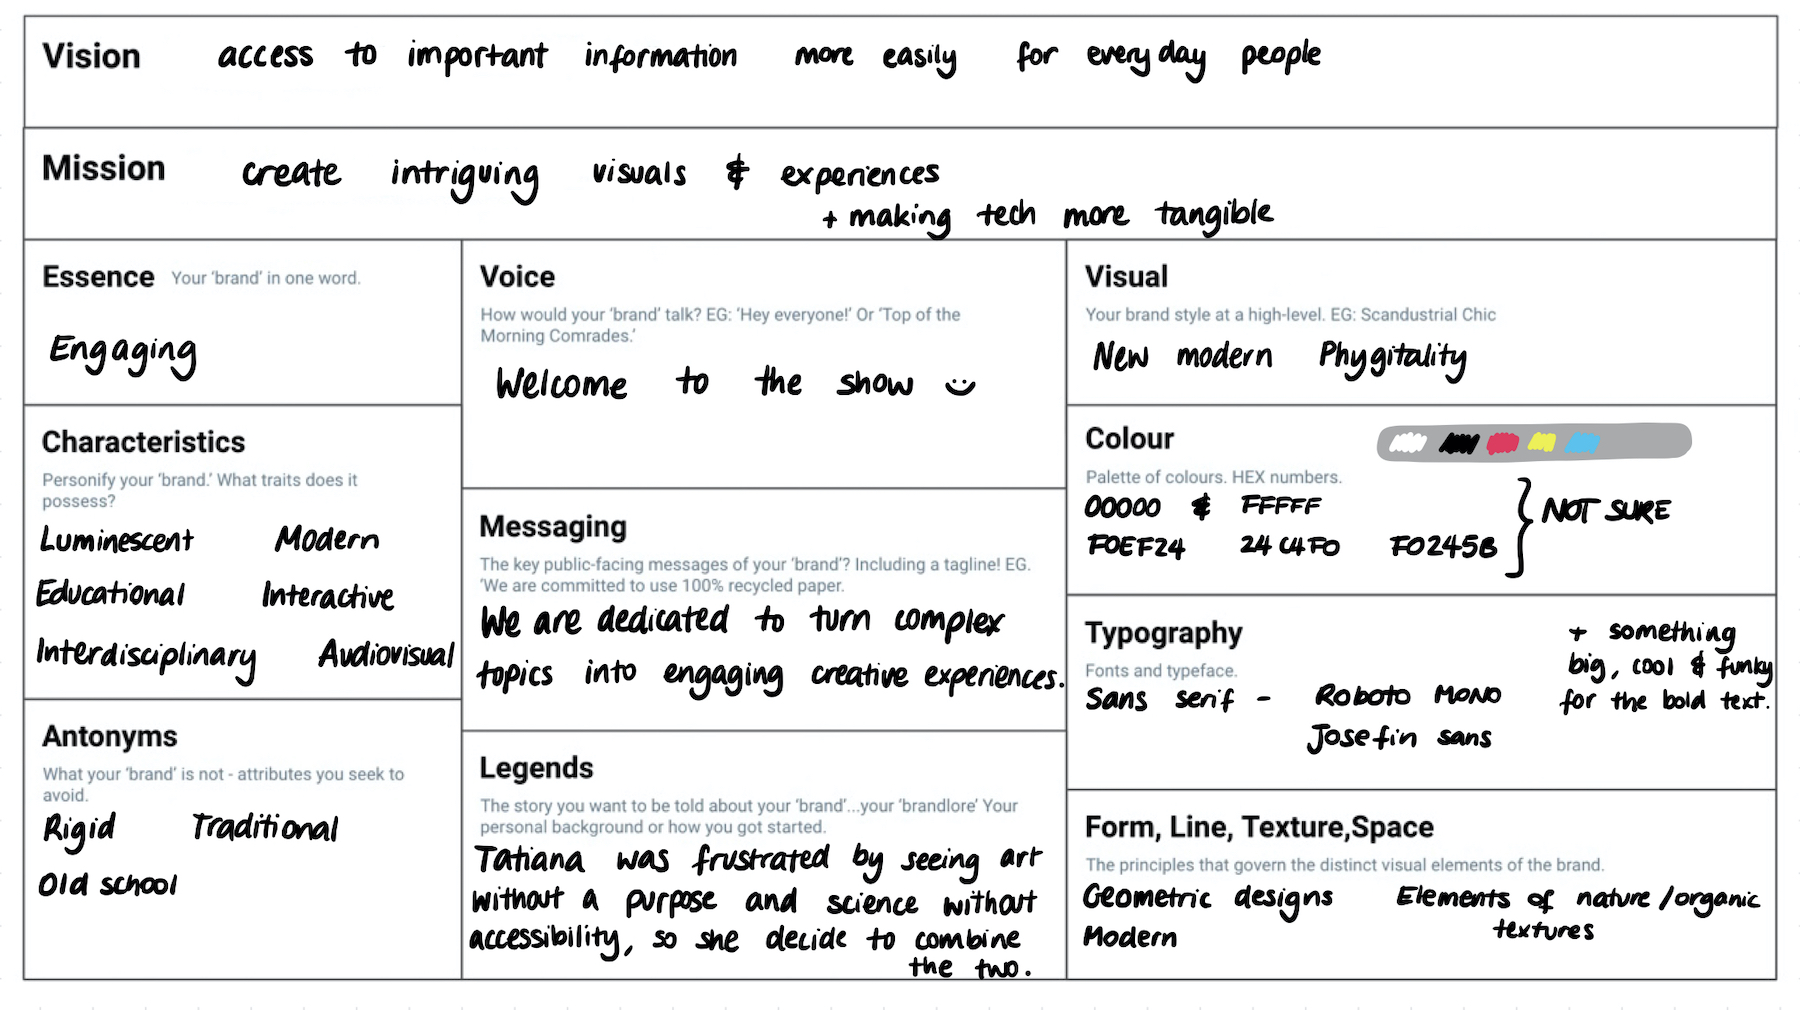 Vision access to important information more easily for everyday people
Mission create intriguing visuals & experiences
+ making tech more tangible
Essence Your 'brand' in one word.
Engaging
Characteristics
Personify your 'brand.' What traits does it
possess?
Luminescent Modern
Educational Interactive
Interdisciplinary Audiovisual
Antonyms
What your 'brand' is not - attributes you seek to
avoid.
Rigid Traditional
Old school
Voice
How would your 'brand' talk? EG: 'Hey everyone!' Or 'Top of the
Morning Comrades.'
Welcome to the show
Messaging
The key public-facing messages of your 'brand'? Including a tagline! EG.
'We are committed to use 100% recycled paper.
We are dedicated to turn complex
topics into engaging creative experiences.
Legends
The story you want to be told about your 'brand'...your 'brandlore' Your
personal background or how you got started.
Tatiana was frustrated by seeing art
without a purpose and science without
accessibility, so she decide to combine
the two.
Visual
Your brand style at a high-level. EG: Scandustrial Chic
New modern Phygitality
Colour
Palette of colours. HEX numbers.
00000 & FFFFF
F0EF24 24C4F0 F0245B
NOT SURE
Typography
Fonts and typeface.
Sans serif - Roboto MONO
Josefin sans
+ something
big, cool & funky
for the bold text.
Form, Line, Texture,Space
The principles that govern the distinct visual elements of the brand.
Geometric designs Elements of nature/organic
textures
Modern